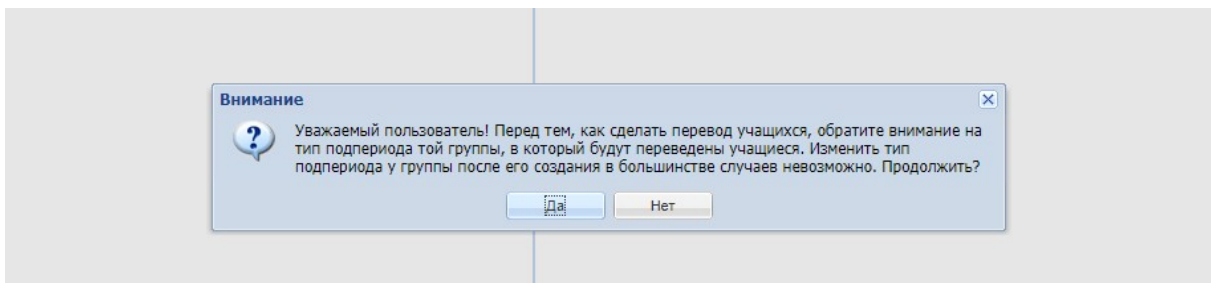 Внимание
Уважаемый пользователь! Перед тем, как сделать перевод учащихся, обратите внимание на
тип подпериода той группы, в который будут переведены учащиеся. Изменить тип
подпериода у группы после его создания в большинстве случаев невозможно. Продолжить?
Да Нет